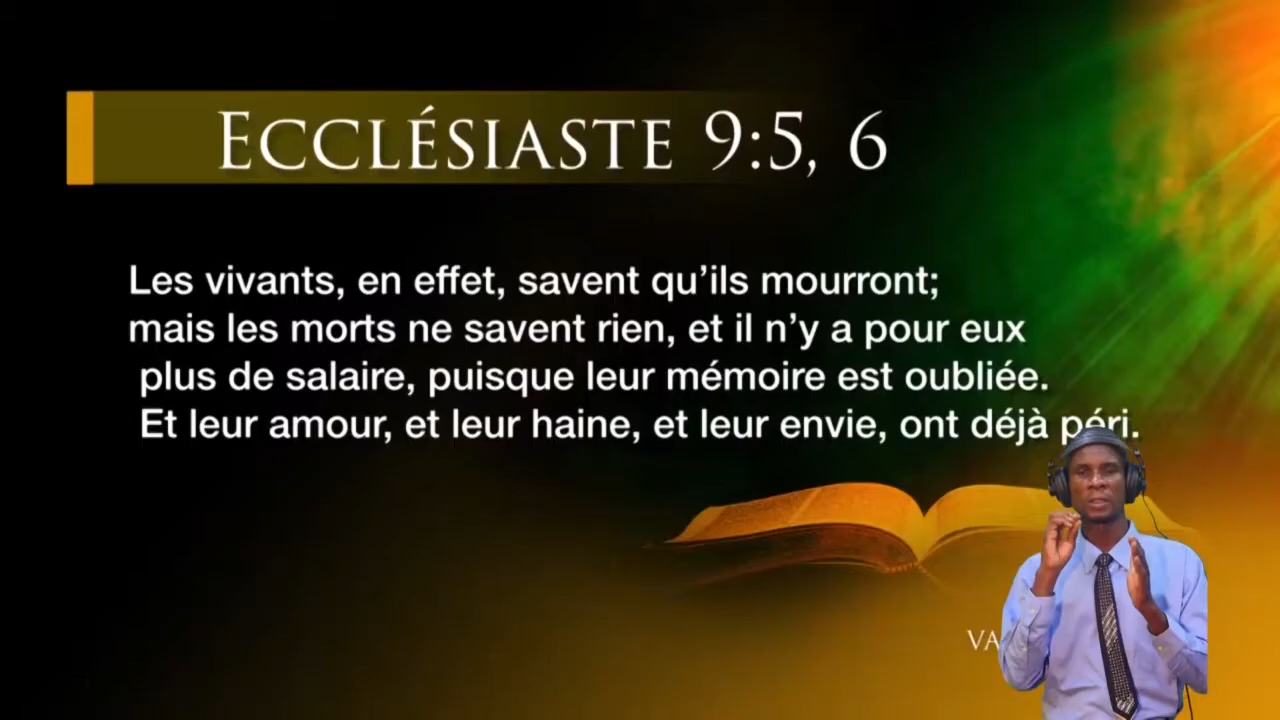 Ecclésiaste 9:5, 6
Les vivants, en effet, savent qu’ils mourront;
mais les morts ne savent rien, et il n’y a pour eux
plus de salaire, puisque leur mémoire est oubliée.
Et leur amour, et leur haine, et leur envie, ont déjà péri.